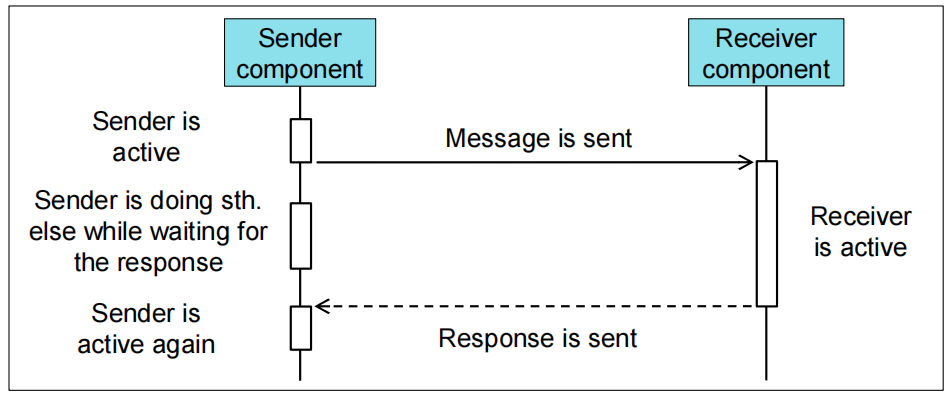 Sender
component
Receiver
component
Sender is
active
Message is sent
Sender is doing sth.
else while waiting for
the response
Receiver
is active
Sender is
active again
Response is sent